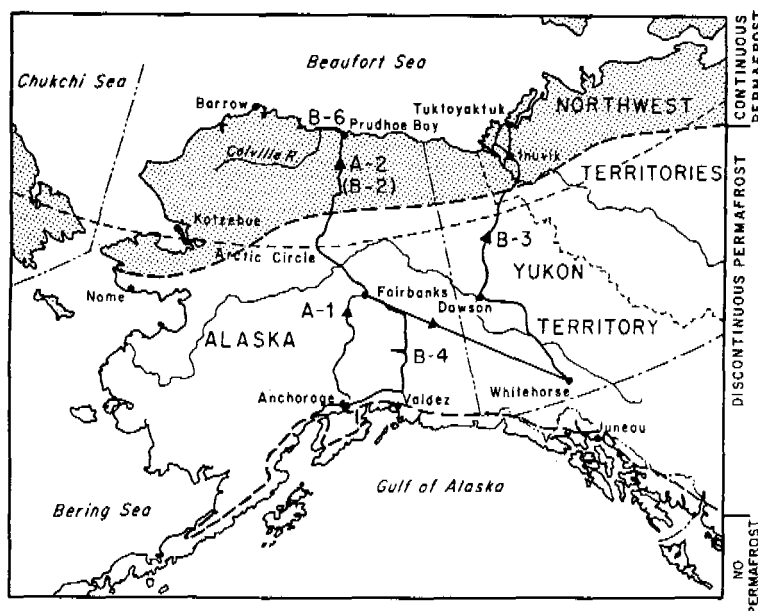 Chukchi Sea
Beaufort Sea
Barrow
B-6
Prudhoe Bay
Tuktoyaktuk
NORTHWEST
Colville R.
A-2
(B-2)
Inuvik
TERRITORIES
Kotzebue
Arctic Circle
B-3
YUKON
Nome
Fairbanks
Dawson
A-1
TERRITORY
ALASKA
B-4
Whitehorse
Anchorage
Valdez
Juneau
Gulf of Alaska
Bering Sea
CONTINUOUS
PERMAFROST
DISCONTINUOUS PERMAFROST
NO
PERMAFROST